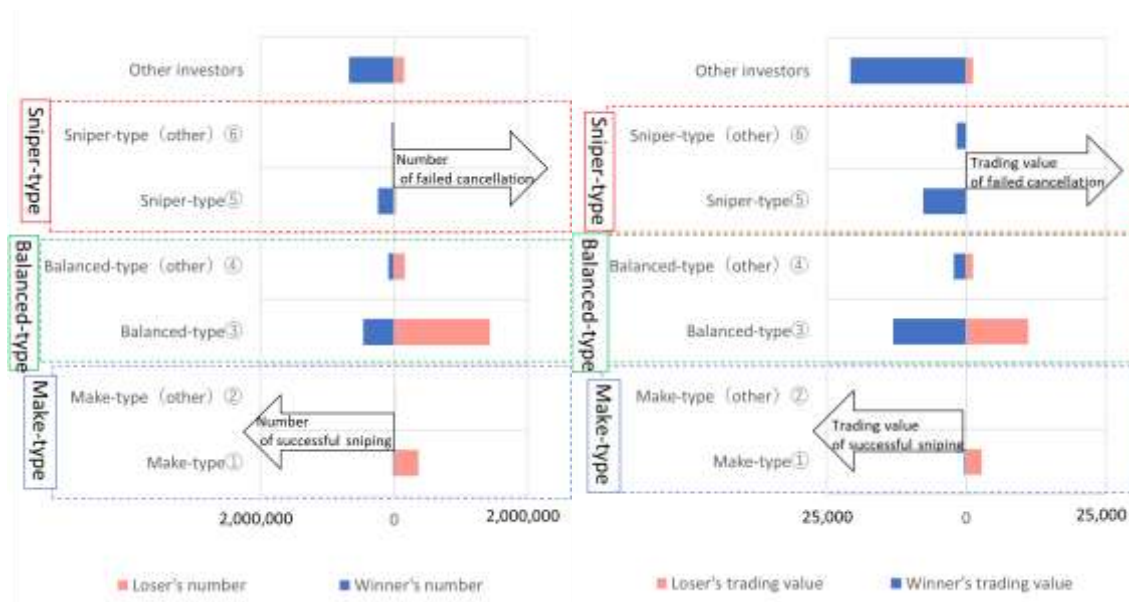 Other investors
Sniper-type
Sniper-type（other）⑥
Number
of failed cancellation
Sniper-type⑤
Balanced-type
Balanced-type（other）④
Balanced-type③
Make-type
Make-type（other）②
Number
of successful sniping
Make-type①
2,000,000
0
2,000,000
Loser's number
Winner's number
Other investors
Sniper-type
Sniper-type（other）⑥
Trading value
of failed cancellation
Sniper-type⑤
Balanced-type
Balanced-type（other）④
Balanced-type③
Make-type
Make-type（other）②
Trading value
of successful sniping
Make-type①
25,000
0
25,000
Loser's trading value
Winner's trading value